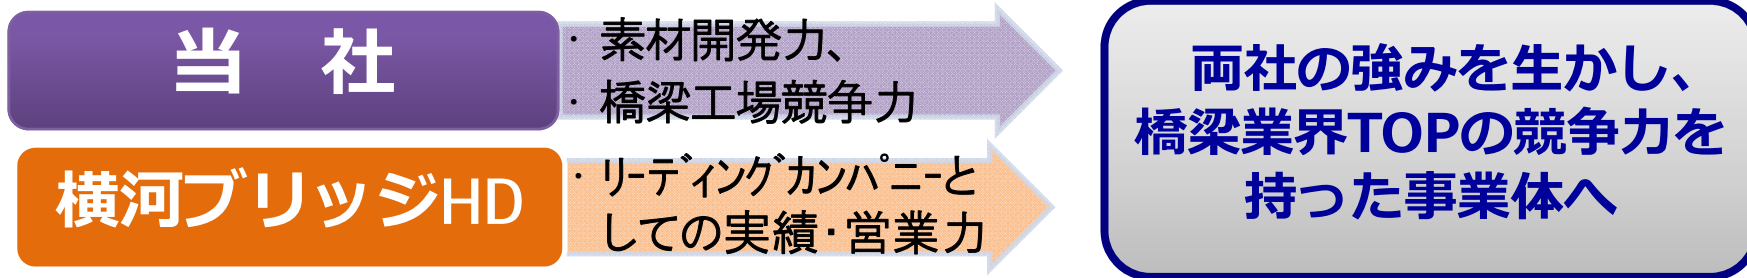 当　社
・素材開発力、
・橋梁工場競争力
横河ブリッジHD
・ﾘｰﾃﾞｨﾝｸﾞｶﾝﾊﾟﾆｰと
しての実績・営業力
両社の強みを生かし、
橋梁業界TOPの競争力を
持った事業体へ